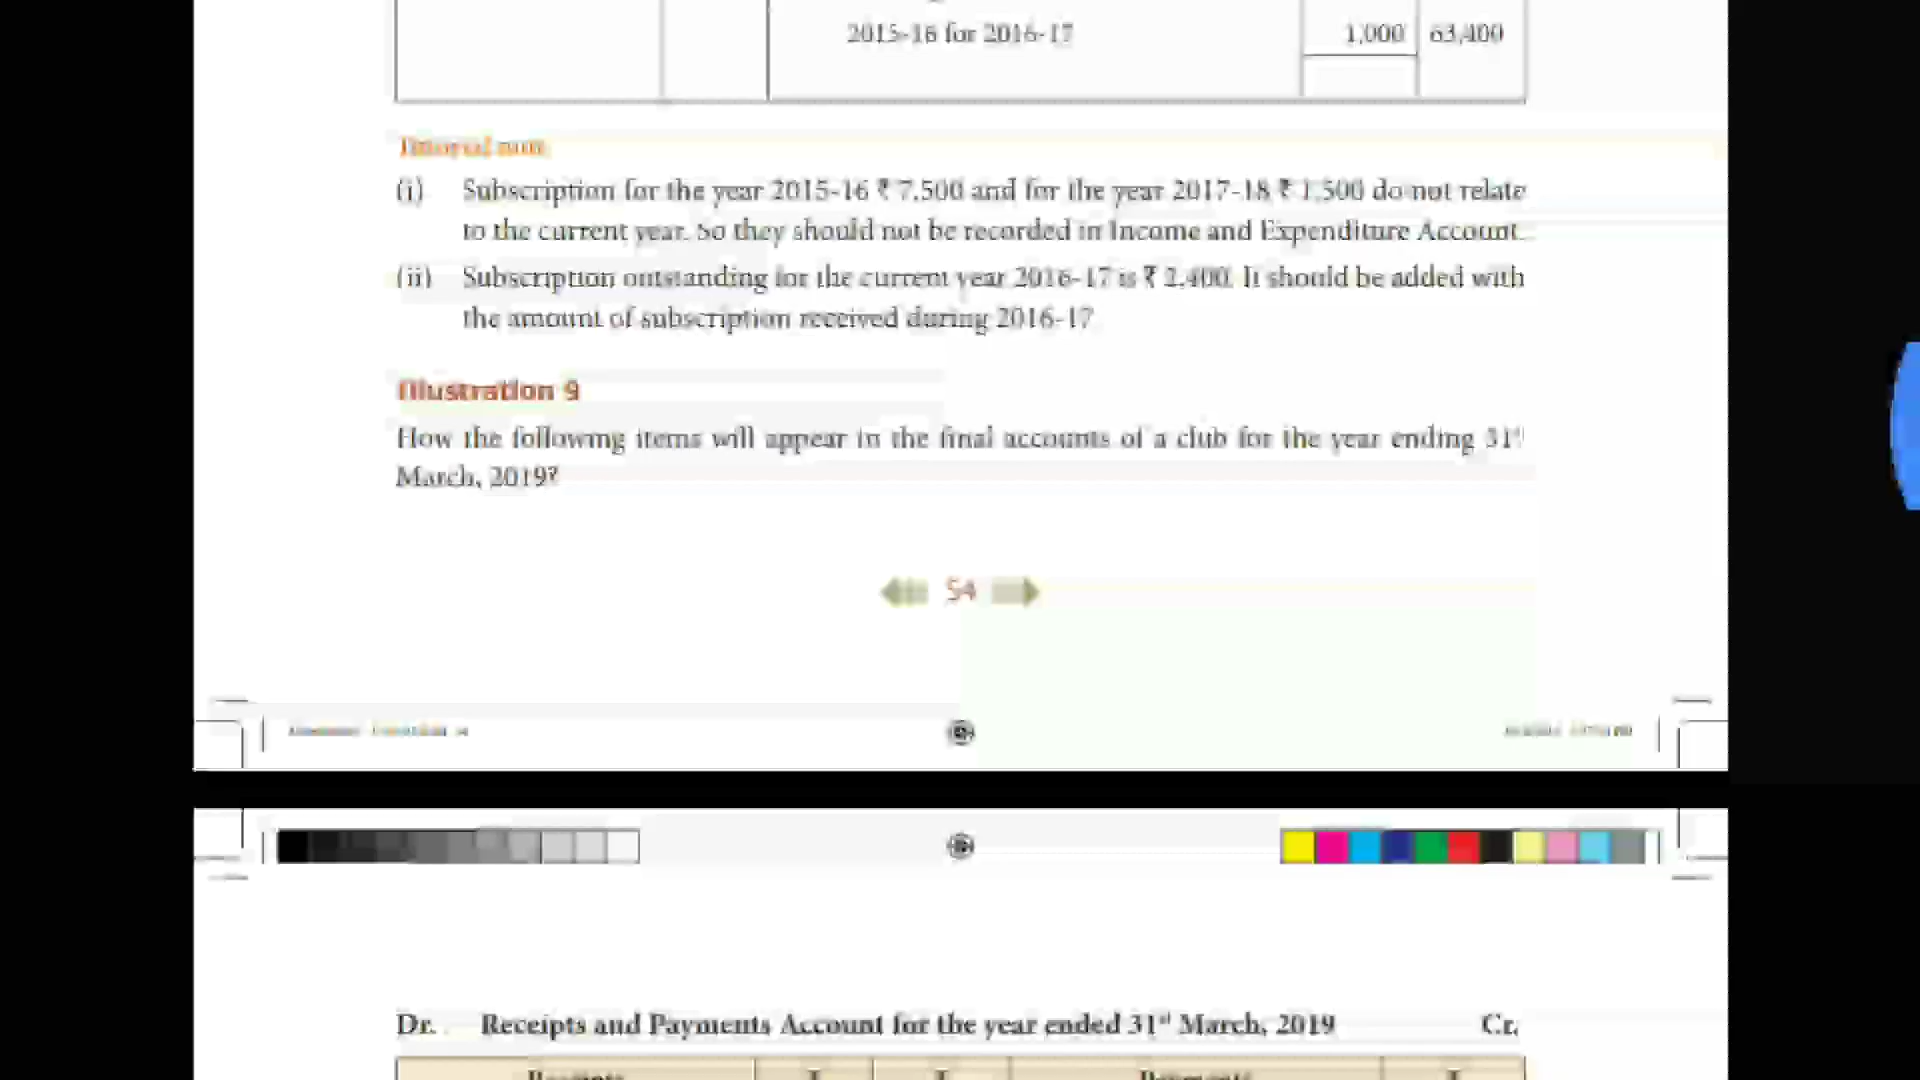 2015-16 for 2016-17 1,000 63,400
Tutorial note
(i) Subscription for the year 2015-16 ₹ 7,500 and for the year 2017-18 ₹ 1,500 do not relate
to the current year. So they should not be recorded in Income and Expenditure Account.
(ii) Subscription outstanding for the current year 2016-17 is ₹ 2,400. It should be added with
the amount of subscription received during 2016-17
Illustration 9
How the following items will appear in the final accounts of a club for the year ending 31st
March, 2019?
54
Dr. Receipts and Payments Account for the year ended 31st March, 2019 Cr.
Receipts ₹ ₹ Payments ₹